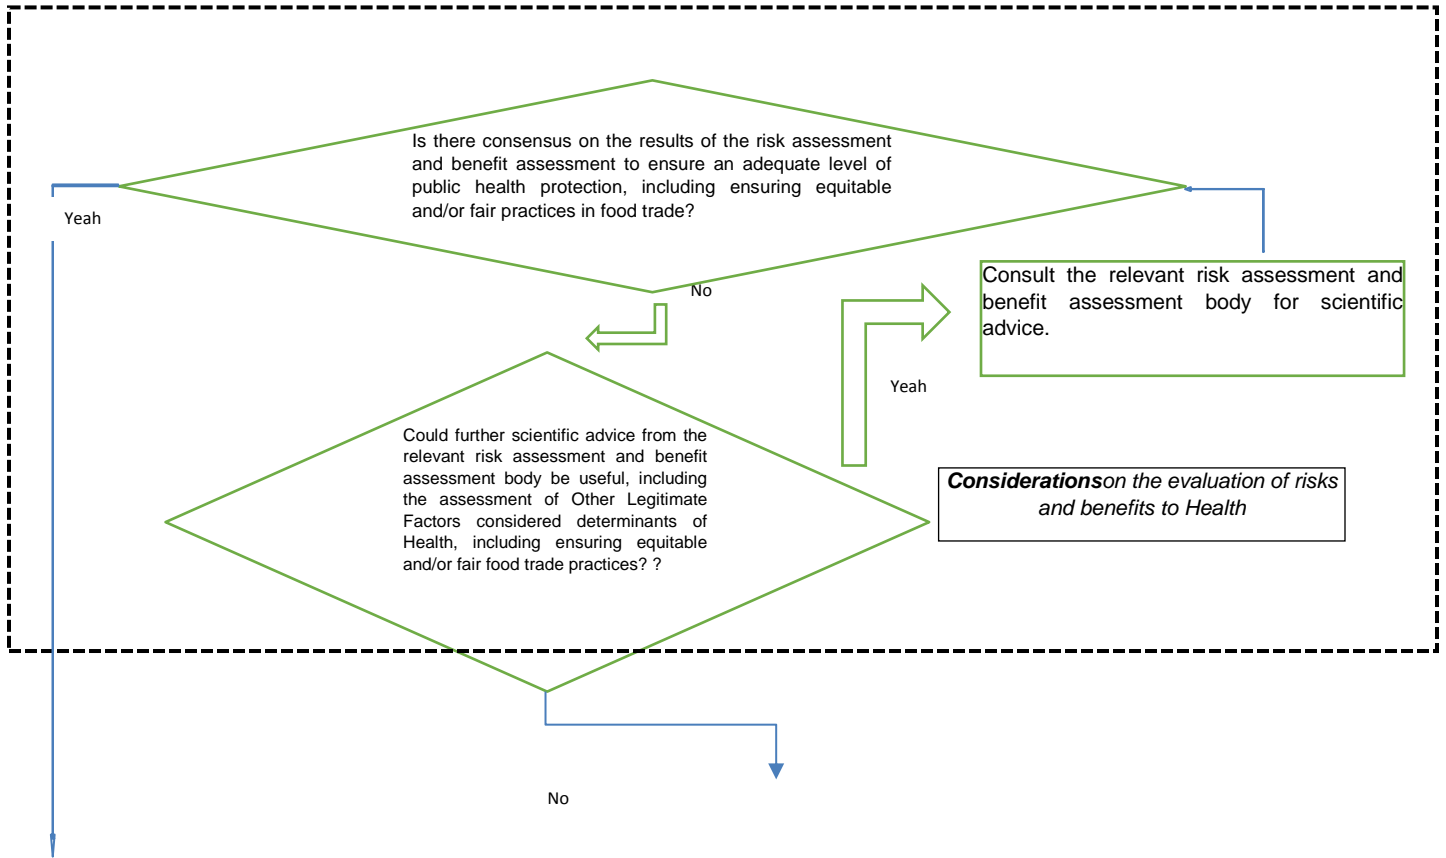 Is there consensus on the results of the risk assessment
and benefit assessment to ensure an adequate level of
public health protection, including ensuring equitable
and/or fair practices in food trade?
Yeah
No
Consult the relevant risk assessment and
benefit assessment body for scientific
advice.
Yeah
Could further scientific advice from the
relevant risk assessment and benefit
assessment body be useful, including
the assessment of Other Legitimate
Factors considered determinants of
Health, including ensuring equitable
and/or fair food trade practices? ?
Considerationson the evaluation of risks
and benefits to Health
No